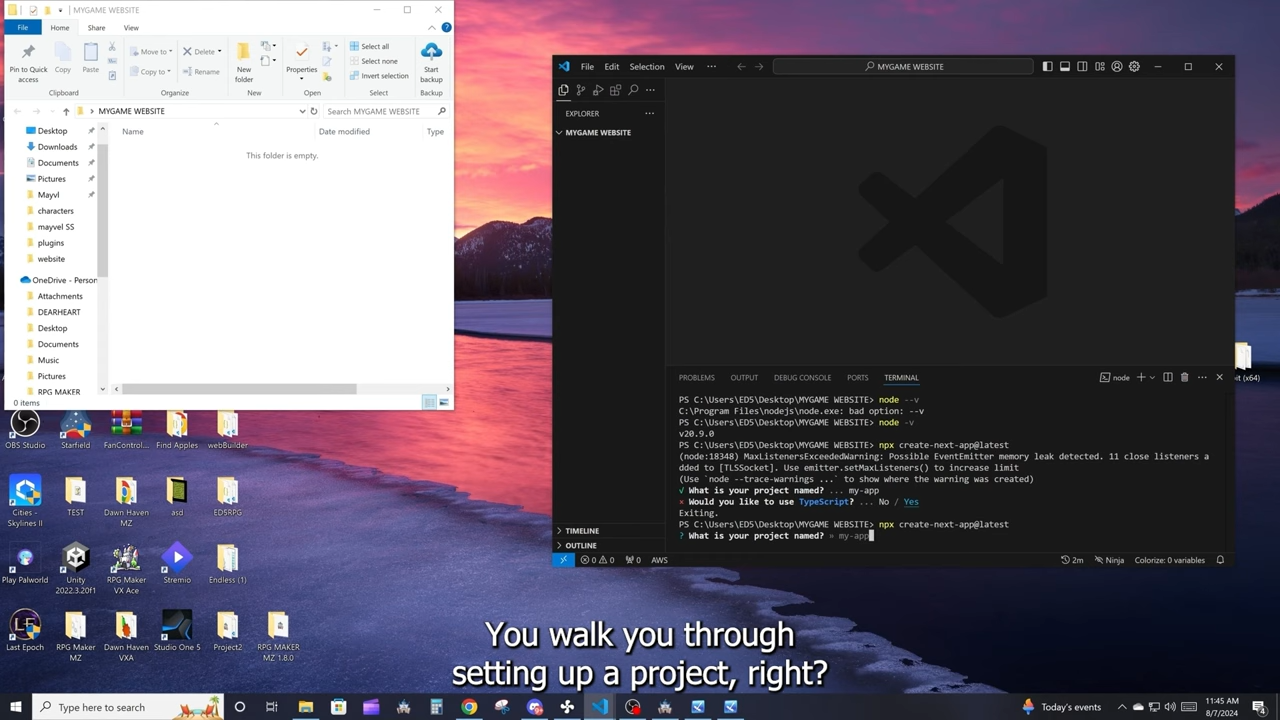 MYGAME WEBSITE
File
Home
Share
View
Pin to Quick
access
Copy
Paste
Move to
Copy to
Delete
Rename
New
folder
Properties
Select all
Select none
Invert selection
Start
backup
Clipboard
Organize
New
Open
Select
Backup
MYGAME WEBSITE
Search MYGAME WEBSITE
Name
Date modified
Type
This folder is empty.
Desktop
Downloads
Documents
Pictures
Mayvl
characters
mayvel SS
plugins
website
OneDrive - Person
Attachments
DEARHEART
Desktop
Documents
Music
Pictures
RPG MAKER
0 items
File
Edit
Selection
View
MYGAME WEBSITE
EXPLORER
MYGAME WEBSITE
TIMELINE
OUTLINE
PROBLEMS
OUTPUT
DEBUG CONSOLE
PORTS
TERMINAL
node
PS C:\Users\ED5\Desktop\MYGAME WEBSITE> node --v
C:\Program Files\nodejs\node.exe: bad option: --v
PS C:\Users\ED5\Desktop\MYGAME WEBSITE> node -v
v20.9.0
PS C:\Users\ED5\Desktop\MYGAME WEBSITE> npx create-next-app@latest
(node:18348) MaxListenersExceededWarning: Possible EventEmitter memory leak detected. 11 close listeners a
dded to [TLSSocket]. Use emitter.setMaxListeners() to increase limit
(Use `node --trace-warnings ...` to show where the warning was created)
√ What is your project named? ... my-app
× Would you like to use TypeScript? ... No / Yes
Exiting.
PS C:\Users\ED5\Desktop\MYGAME WEBSITE> npx create-next-app@latest
? What is your project named? » my-app
0
0
0
AWS
2m
Ninja
Colorize: 0 variables
OBS Studio
Starfield
FanControl...
Find Apples
webBuilder
Cities -
Skylines II
TEST
Dawn Haven
MZ
asd
ED5RPG
Play Palworld
Unity
2022.3.20f1
RPG Maker
VX Ace
Stremio
Endless (1)
Last Epoch
RPG Maker
MZ
Dawn Haven
VXA
Studio One 5
Project2
RPG MAKER
MZ 1.8.0
it (x64)
You walk you through
setting up a project, right?
Type here to search
Today's events
11:45 AM
8/7/2024